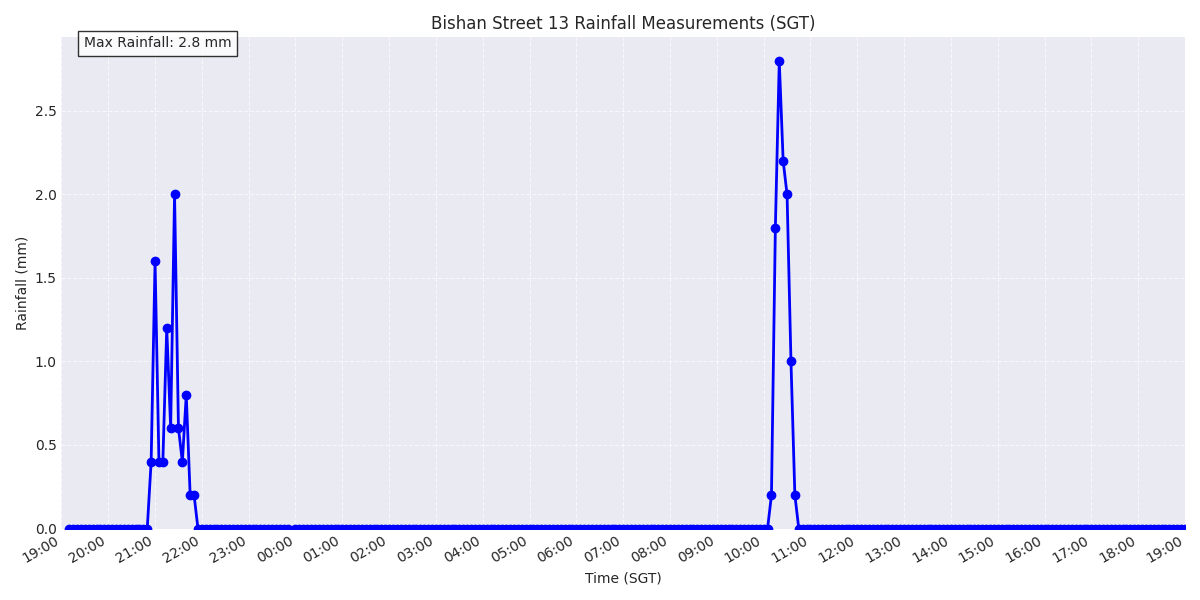 Bishan Street 13 Rainfall Measurements (SGT)
Max Rainfall: 2.8 mm
Rainfall (mm)
2.5
2.0
1.5
1.0
0.5
0.0
19:00 20:00 21:00 22:00 23:00 00:00 01:00 02:00 03:00 04:00 05:00 06:00 07:00 08:00 09:00 10:00 11:00 12:00 13:00 14:00 15:00 16:00 17:00 18:00 19:00
Time (SGT)